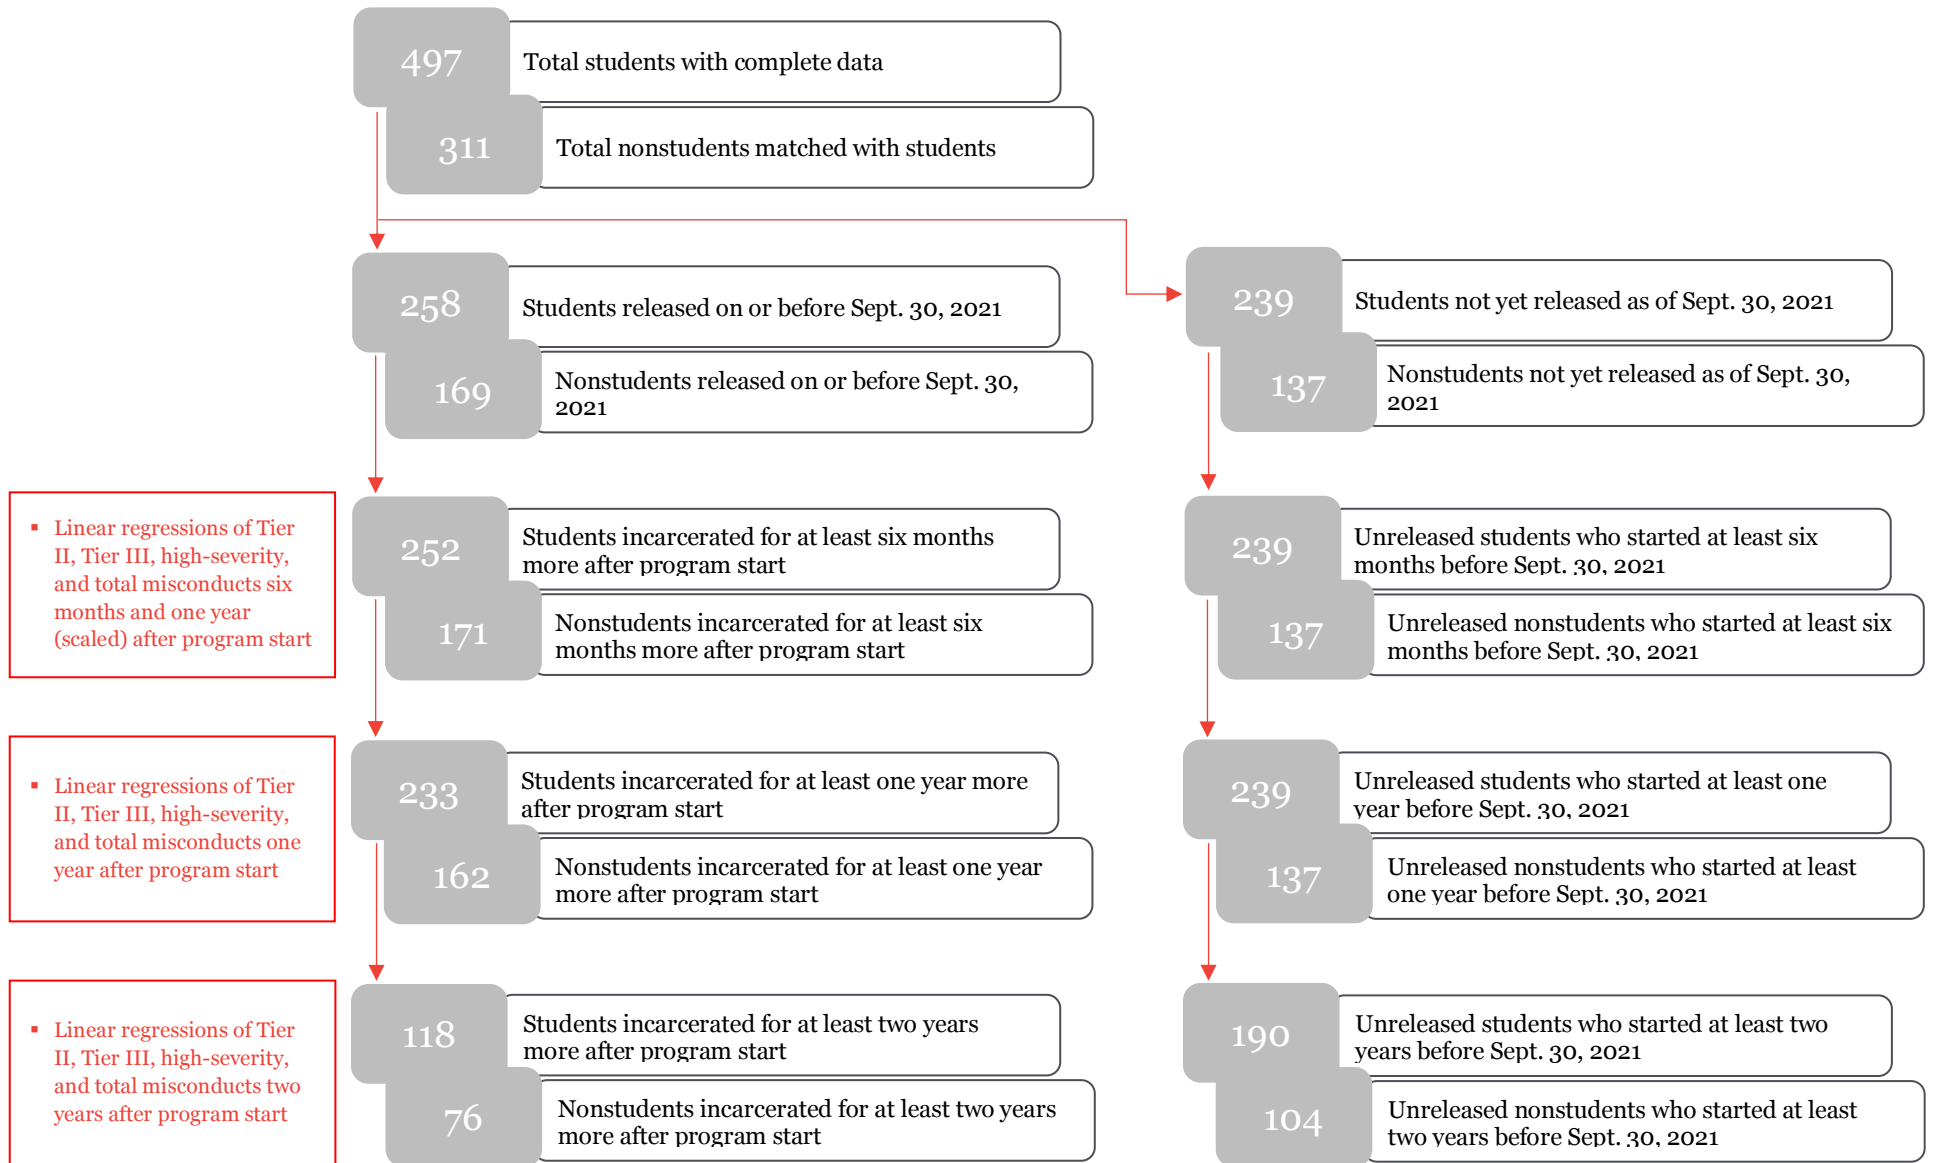 497
Total students with complete data
311
Total nonstudents matched with students
258
Students released on or before Sept. 30, 2021
169
Nonstudents released on or before Sept. 30,
2021
239
Students not yet released as of Sept. 30, 2021
137
Nonstudents not yet released as of Sept. 30,
2021
▪ Linear regressions of Tier
II, Tier III, high-severity,
and total misconducts six
months and one year
(scaled) after program start
252
Students incarcerated for at least six months
more after program start
171
Nonstudents incarcerated for at least six
months more after program start
239
Unreleased students who started at least six
months before Sept. 30, 2021
137
Unreleased nonstudents who started at least six
months before Sept. 30, 2021
▪ Linear regressions of Tier
II, Tier III, high-severity,
and total misconducts one
year after program start
233
Students incarcerated for at least one year more
after program start
162
Nonstudents incarcerated for at least one year
more after program start
239
Unreleased students who started at least one
year before Sept. 30, 2021
137
Unreleased nonstudents who started at least
one year before Sept. 30, 2021
▪ Linear regressions of Tier
II, Tier III, high-severity,
and total misconducts two
years after program start
118
Students incarcerated for at least two years
more after program start
76
Nonstudents incarcerated for at least two years
more after program start
190
Unreleased students who started at least two
years before Sept. 30, 2021
104
Unreleased nonstudents who started at least
two years before Sept. 30, 2021